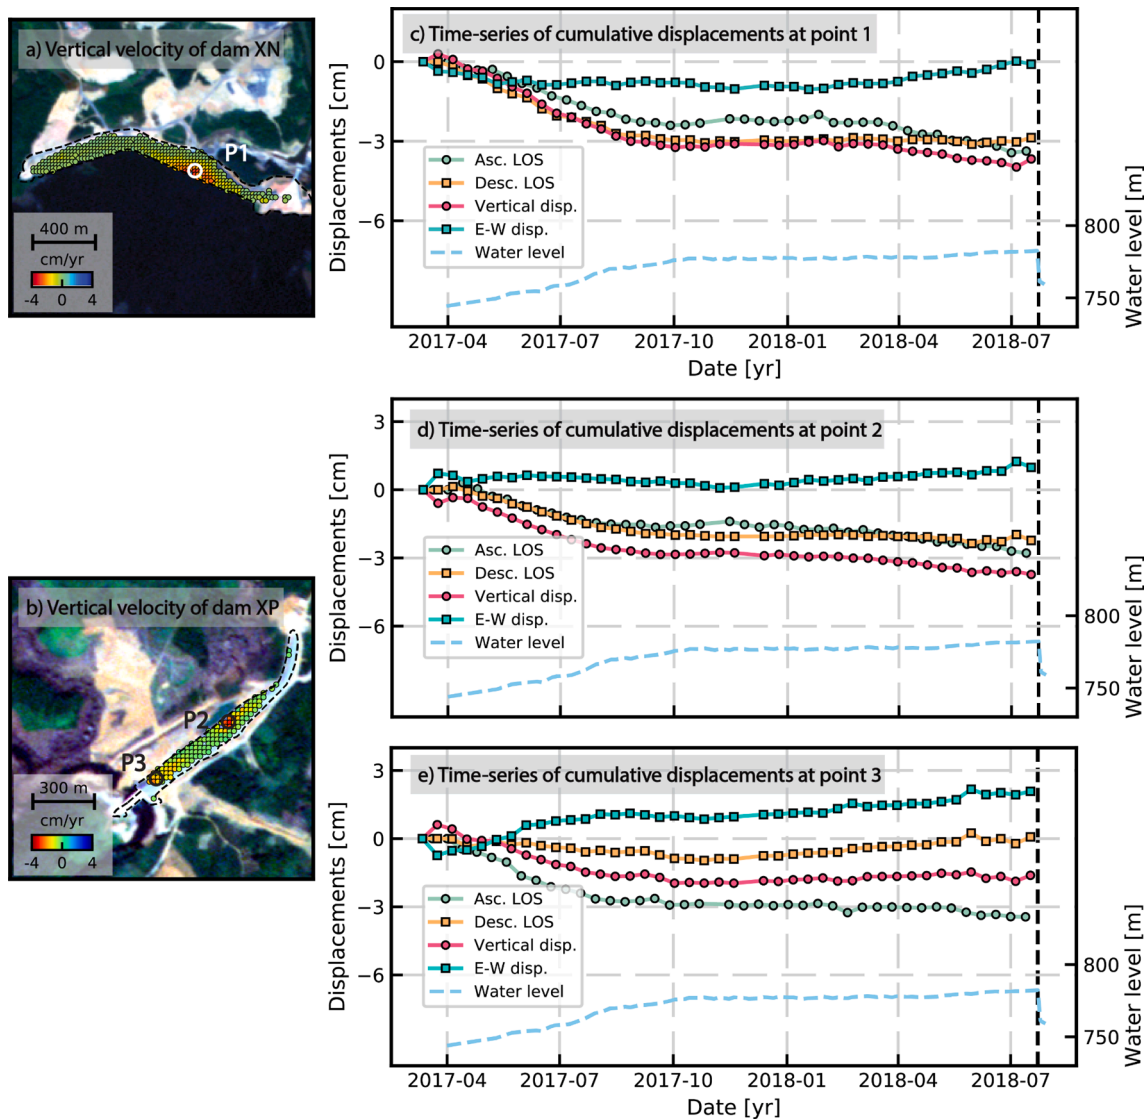 a) Vertical velocity of dam XN
P1
400 m
cm/yr
-4 0 4
c) Time-series of cumulative displacements at point 1
Displacements [cm]
0
−3
−6
Asc. LOS
Desc. LOS
Vertical disp.
E-W disp.
Water level
800
750
Water level [m]
2017-04 2017-07 2017-10 2018-01 2018-04 2018-07
Date [yr]
d) Time-series of cumulative displacements at point 2
Displacements [cm]
3
0
−3
−6
Asc. LOS
Desc. LOS
Vertical disp.
E-W disp.
Water level
800
750
Water level [m]
b) Vertical velocity of dam XP
P2
P3
300 m
cm/yr
-4 0 4
e) Time-series of cumulative displacements at point 3
Displacements [cm]
3
0
−3
−6
Asc. LOS
Desc. LOS
Vertical disp.
E-W disp.
Water level
800
750
Water level [m]
2017-04 2017-07 2017-10 2018-01 2018-04 2018-07
Date [yr]